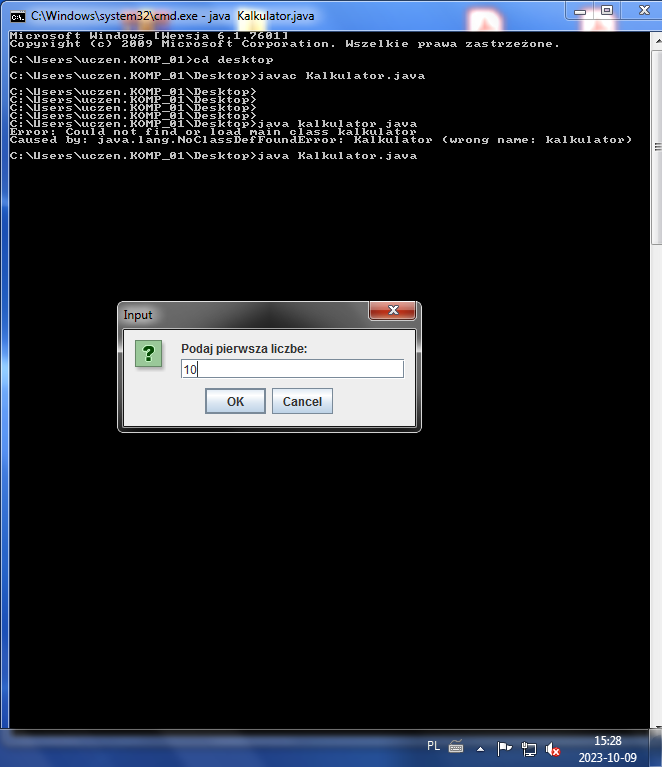 C:\Windows\system32\cmd.exe - java  Kalkulator.java
Microsoft Windows [Wersja 6.1.7601]
Copyright (c) 2009 Microsoft Corporation. Wszelkie prawa zastrzeżone.
C:\Users\uczen.KOMP_01>cd desktop
C:\Users\uczen.KOMP_01\Desktop>javac Kalkulator.java
C:\Users\uczen.KOMP_01\Desktop>
C:\Users\uczen.KOMP_01\Desktop>
C:\Users\uczen.KOMP_01\Desktop>
C:\Users\uczen.KOMP_01\Desktop>
C:\Users\uczen.KOMP_01\Desktop>java kalkulator java
Error: Could not find or load main class kalkulator
Caused by: java.lang.NoClassDefFoundError: Kalkulator (wrong name: kalkulator)
C:\Users\uczen.KOMP_01\Desktop>java Kalkulator.java
Input
Podaj pierwsza liczbe:
10
OK
Cancel
PL
15:28
2023-10-09